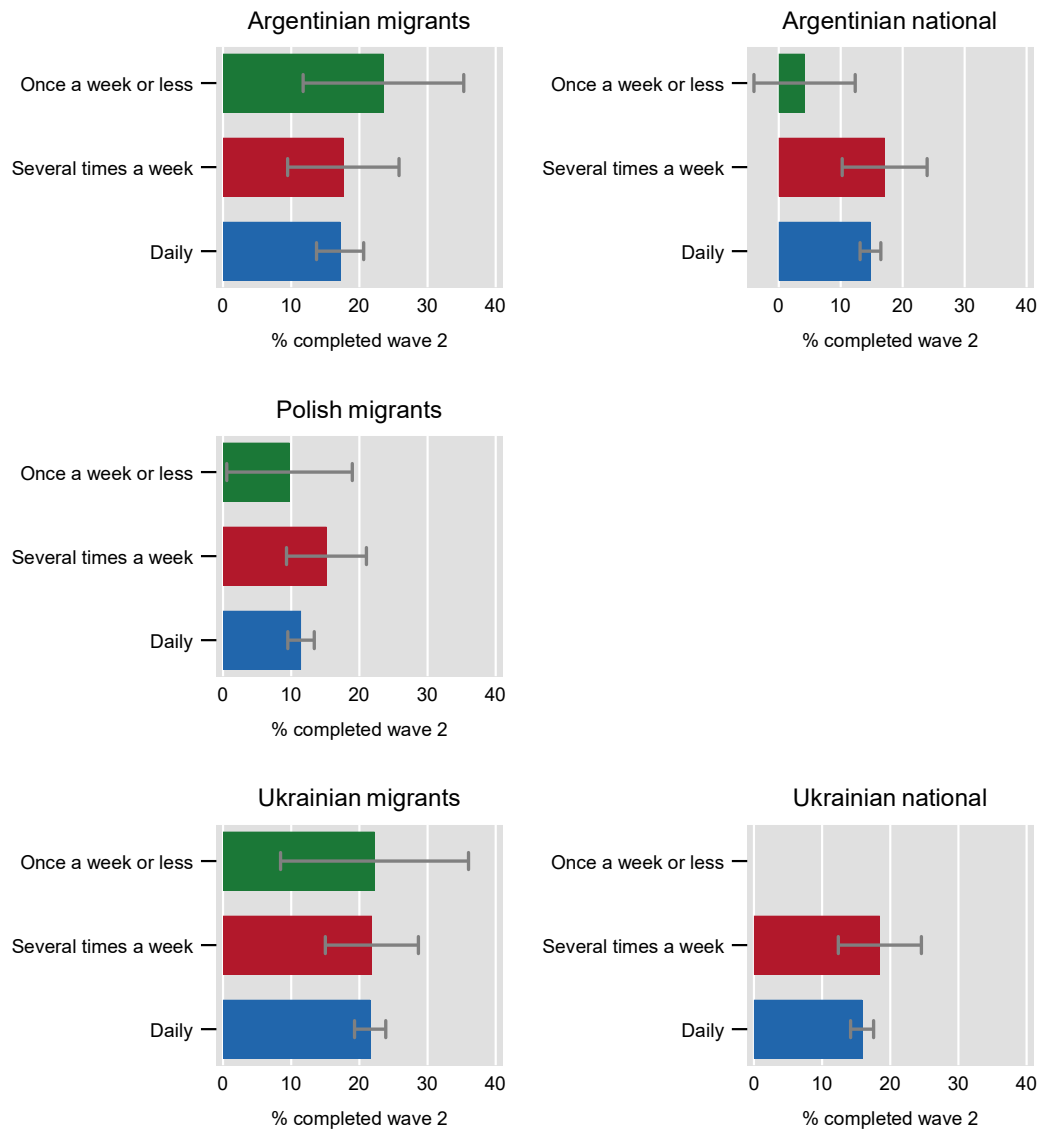 Argentinian migrants
Once a week or less
Several times a week
Daily
0 10 20 30 40
% completed wave 2
Argentinian national
Once a week or less
Several times a week
Daily
0 10 20 30 40
% completed wave 2
Polish migrants
Once a week or less
Several times a week
Daily
0 10 20 30 40
% completed wave 2
Ukrainian migrants
Once a week or less
Several times a week
Daily
0 10 20 30 40
% completed wave 2
Ukrainian national
Once a week or less
Several times a week
Daily
0 10 20 30 40
% completed wave 2